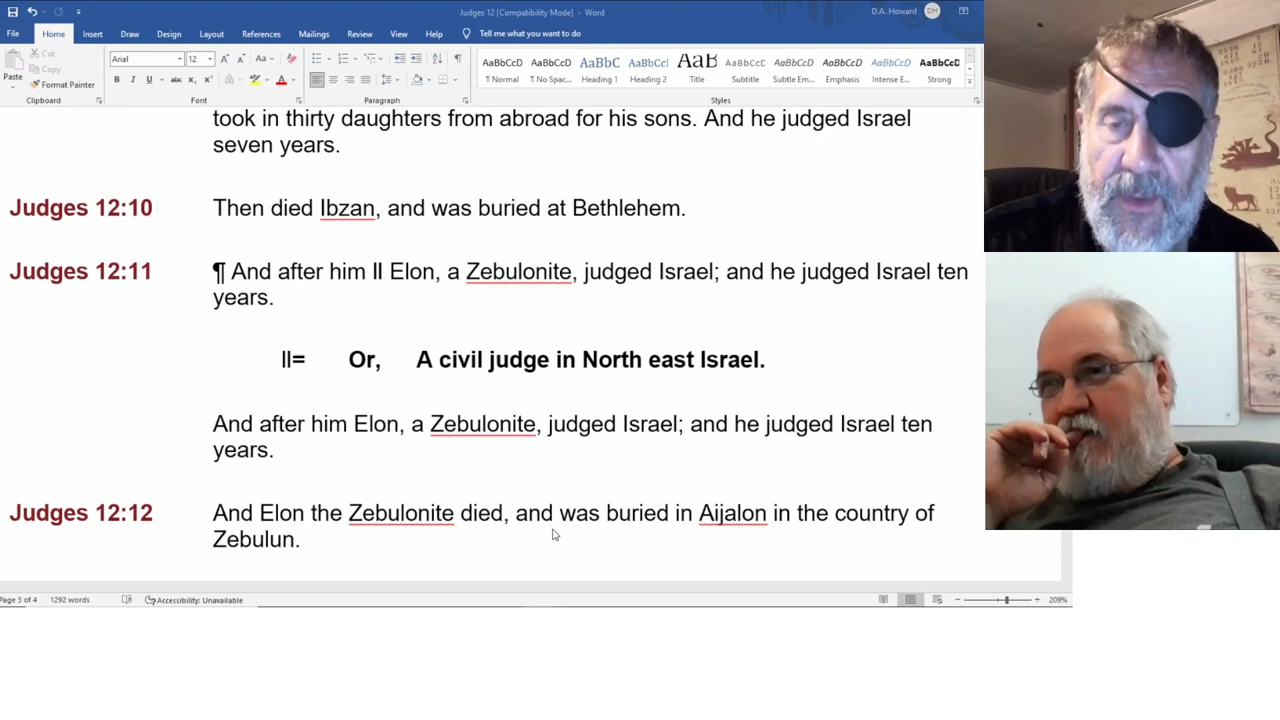 Judges 12 [Compatibility Mode] - Word
D.A. Howard
DH
File Home Insert Draw Design Layout References Mailings Review View Help Tell me what you want to do
Paste
Cut
Copy
Format Painter
Clipboard
Arial 12
Font
Paragraph
AaBbCcD AaBbCcD AaBbC AaBbCcI AaB AaBbCcD AaBbCcD AaBbCcD AaBbCcD AaBbCcD
¶ Normal ¶ No Spac... Heading 1 Heading 2 Title Subtitle Subtle Em... Emphasis Intense E... Strong
Styles
took in thirty daughters from abroad for his sons. And he judged Israel
seven years.
Judges 12:10 Then died Ibzan, and was buried at Bethlehem.
Judges 12:11 ¶ And after him ll Elon, a Zebulonite, judged Israel; and he judged Israel ten
years.
ll= Or, A civil judge in North east Israel.
And after him Elon, a Zebulonite, judged Israel; and he judged Israel ten
years.
Judges 12:12 And Elon the Zebulonite died, and was buried in Aijalon in the country of
Zebulun.
Page 3 of 4 1292 words Accessibility: Unavailable 209%